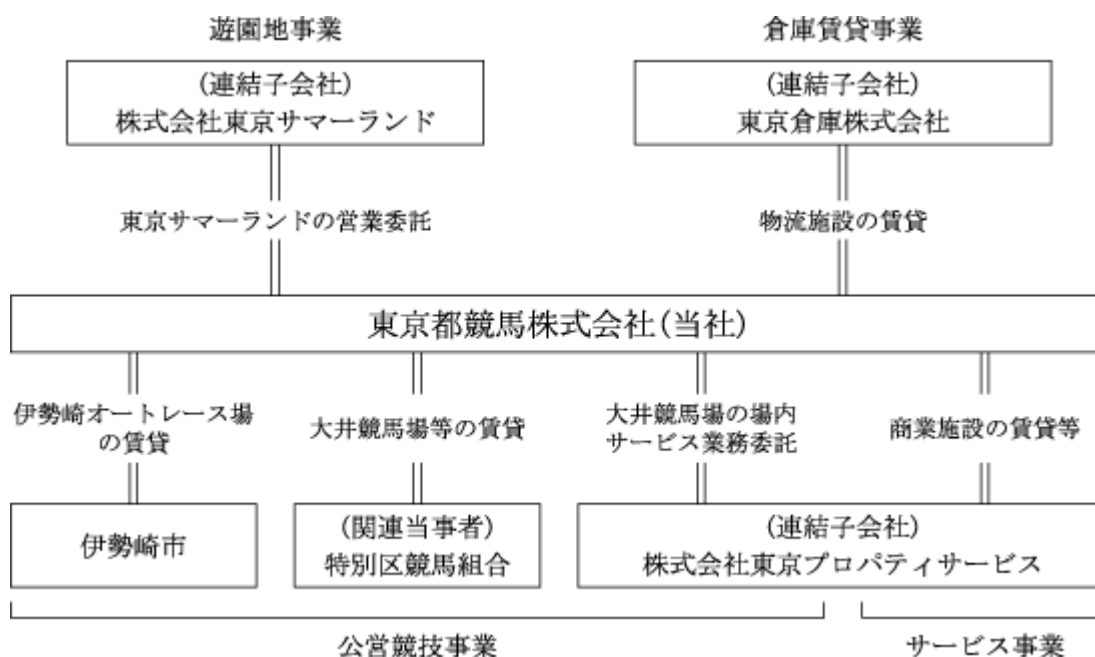 遊園地事業
倉庫賃貸事業
(連結子会社)
株式会社東京サマーランド
(連結子会社)
東京倉庫株式会社
東京サマーランドの営業委託
物流施設の賃貸
東京都競馬株式会社(当社)
伊勢崎オートレース場
の賃貸
大井競馬場等の賃貸
大井競馬場の場内
サービス業務委託
商業施設の賃貸等
伊勢崎市
(関連当事者)
特別区競馬組合
(連結子会社)
株式会社東京プロパティサービス
公営競技事業
サービス事業